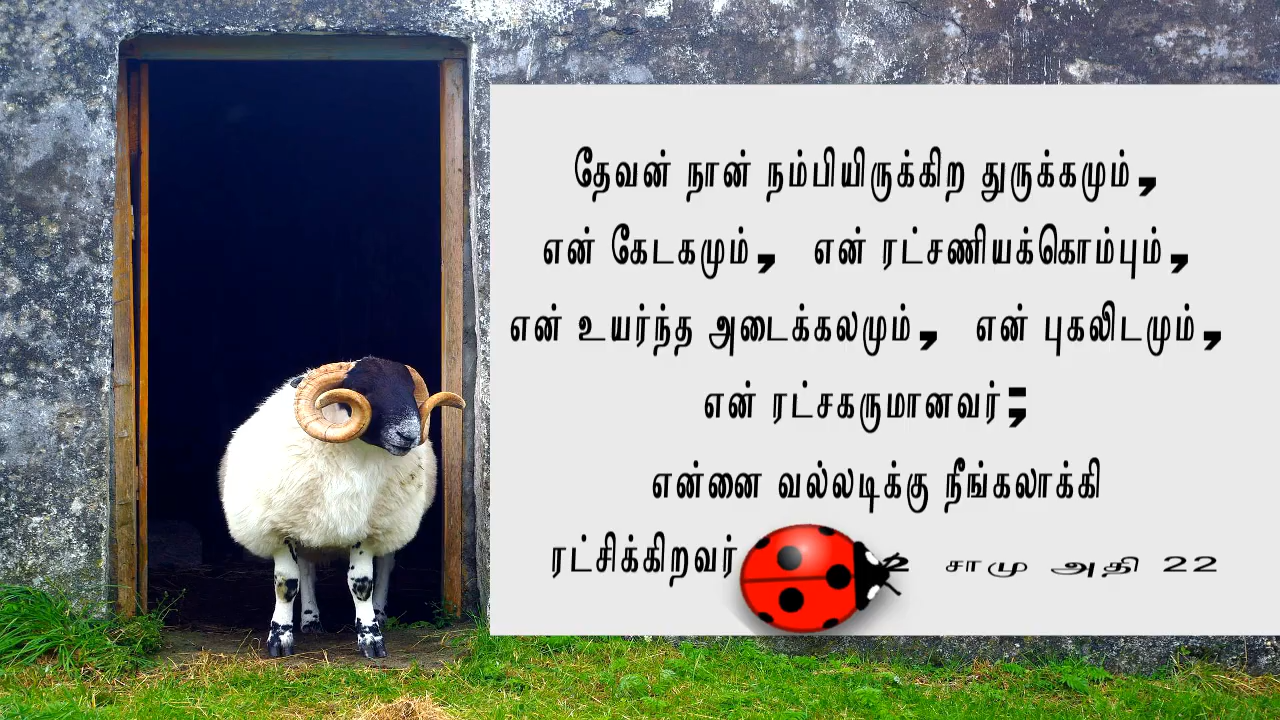 தேவன் நான் நம்பியிருக்கிற துருக்கமும்,
என் கேடகமும், என் ரட்சணியக்கொம்பும்,
என் உயர்ந்த அடைக்கலமும், என் புகலிடமும்,
என் ரட்சகருமானவர்;
என்னை வல்லடிக்கு நீங்கலாக்கி
ரட்சிக்கிறவர் 2 சாமு அதி 22